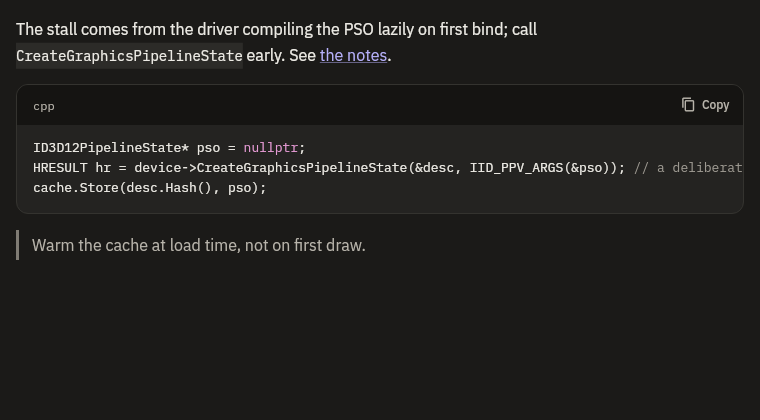 The stall comes from the driver compiling the PSO lazily on first bind; call
CreateGraphicsPipelineState early. See the notes.
cpp
Copy
ID3D12PipelineState* pso = nullptr;
HRESULT hr = device->CreateGraphicsPipelineState(&desc, IID_PPV_ARGS(&pso)); // a deliberat
cache.Store(desc.Hash(), pso);
Warm the cache at load time, not on first draw.